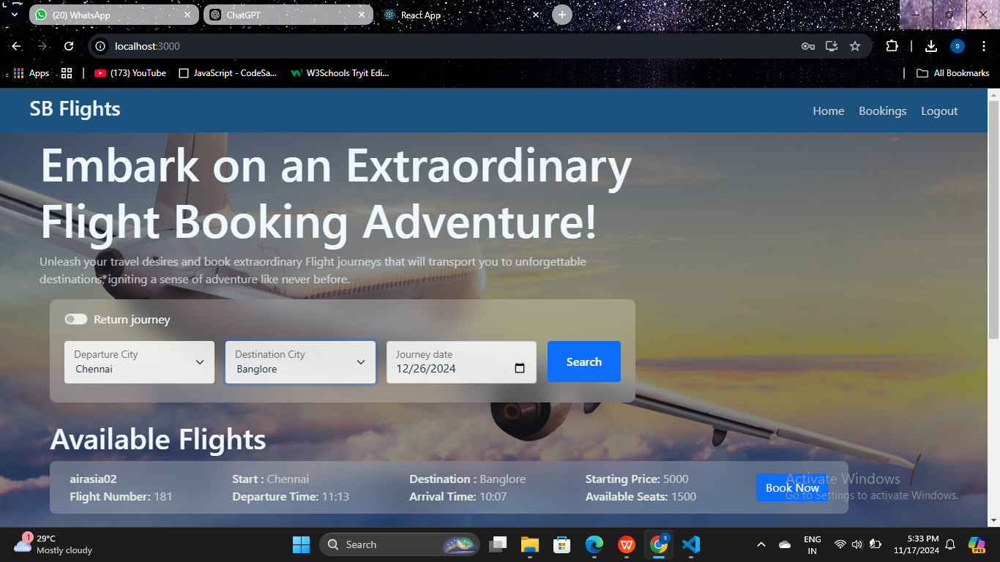 (20) WhatsApp
ChatGPT
React App
localhost:3000
Apps
(173) YouTube
JavaScript - CodeSa...
W3Schools Tryit Edi...
All Bookmarks
SB Flights
Home Bookings Logout
Embark on an Extraordinary
Flight Booking Adventure!
Unleash your travel desires and book extraordinary Flight journeys that will transport you to unforgettable
destinations, igniting a sense of adventure like never before.
Return journey
Departure City
Chennai
Destination City
Banglore
Journey date
12/26/2024
Search
Available Flights
airasia02 Start : Chennai Destination : Banglore Starting Price: 5000
Flight Number: 181 Departure Time: 11:13 Arrival Time: 10:07 Available Seats: 1500
Book Now
Activate Windows
Go to Settings to activate Windows.
1
29°C
Mostly cloudy
Search
ENG
IN
5:33 PM
11/17/2024
PRE